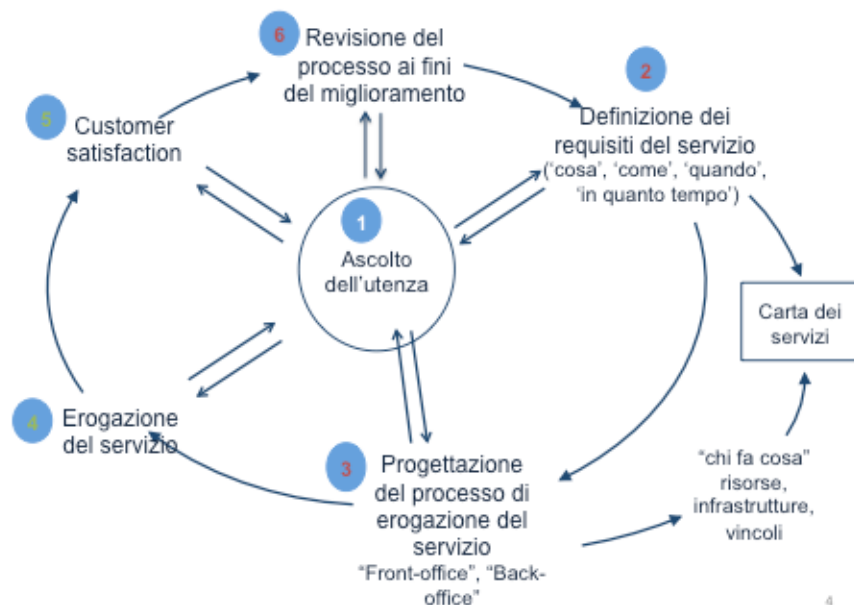 6
Revisione del
processo ai fini
del miglioramento
2
Definizione dei
requisiti del servizio
('cosa', 'come', 'quando',
'in quanto tempo')
5
Customer
satisfaction
1
Ascolto
dell'utenza
Carta dei
servizi
4
Erogazione
del servizio
3
Progettazione
del processo di
erogazione del
servizio
“Front-office”, “Back-
office”
“chi fa cosa”
risorse,
infrastrutture,
vincoli
4